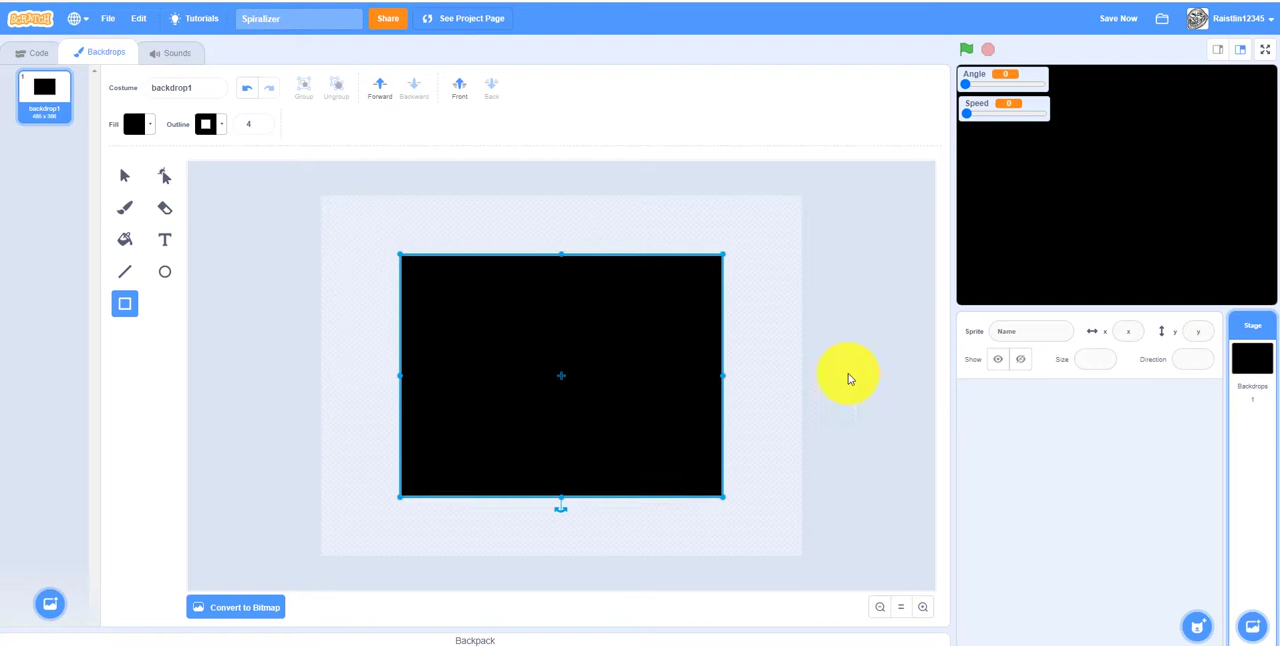 SCRATCH File Edit Tutorials Spiralizer Share See Project Page Save Now Raistlin12345
Code Backdrops Sounds
1
backdrop1
Costume backdrop1 Group Ungroup Forward Backward Front Back
Fill Outline 4
Angle 0
Speed 0
Sprite Name x x y y
Show Size Direction
Stage
Backdrops
1
Convert to Bitmap
Backpack